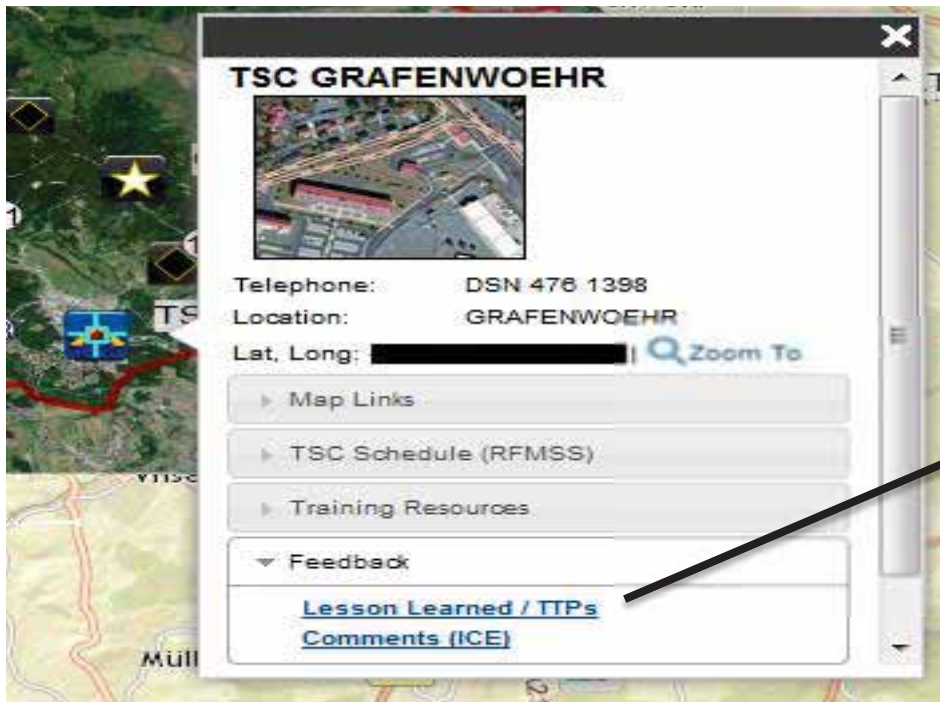 TSC GRAFENWOEHR
Telephone: DSN 476 1398
Location: GRAFENWOEHR
Lat, Long: | Zoom To
Map Links
TSC Schedule (RFMSS)
Training Resources
Feedback
Lesson Learned / TTPs
Comments (ICE)
TS
Müll